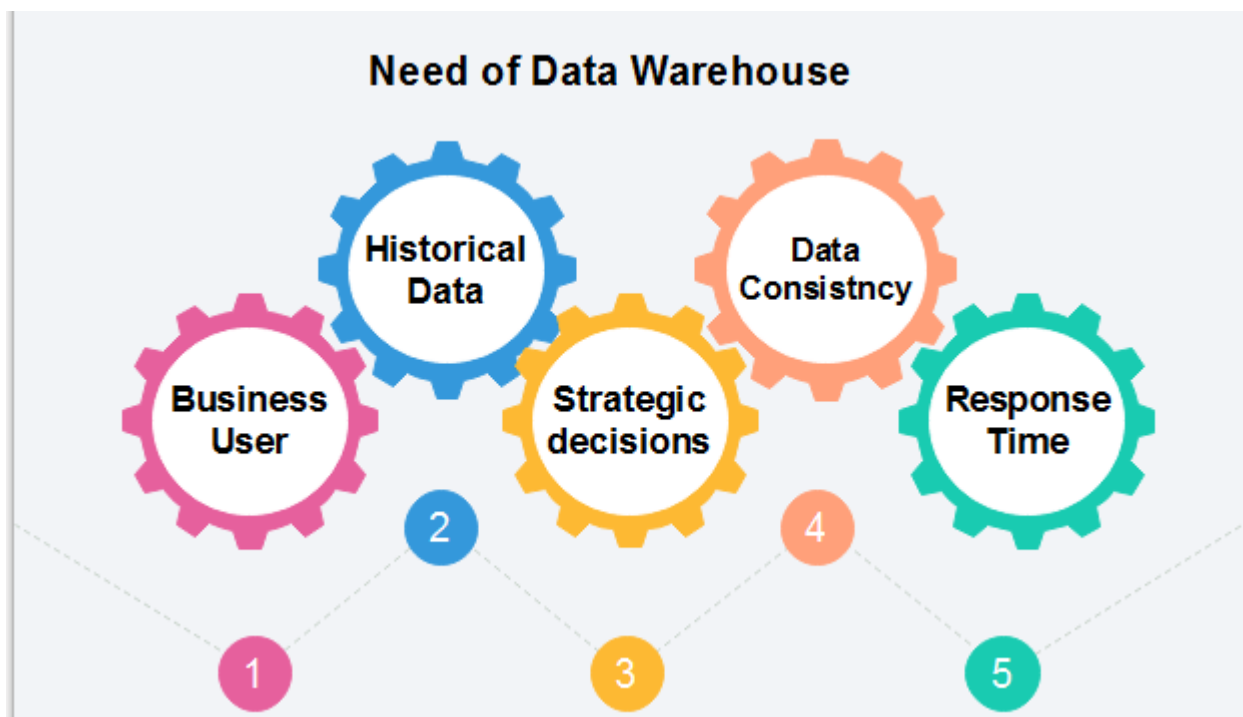 Need of Data Warehouse
Historical
Data
Data
Consistncy
Business
User
Strategic
decisions
Response
Time
2
4
1
3
5